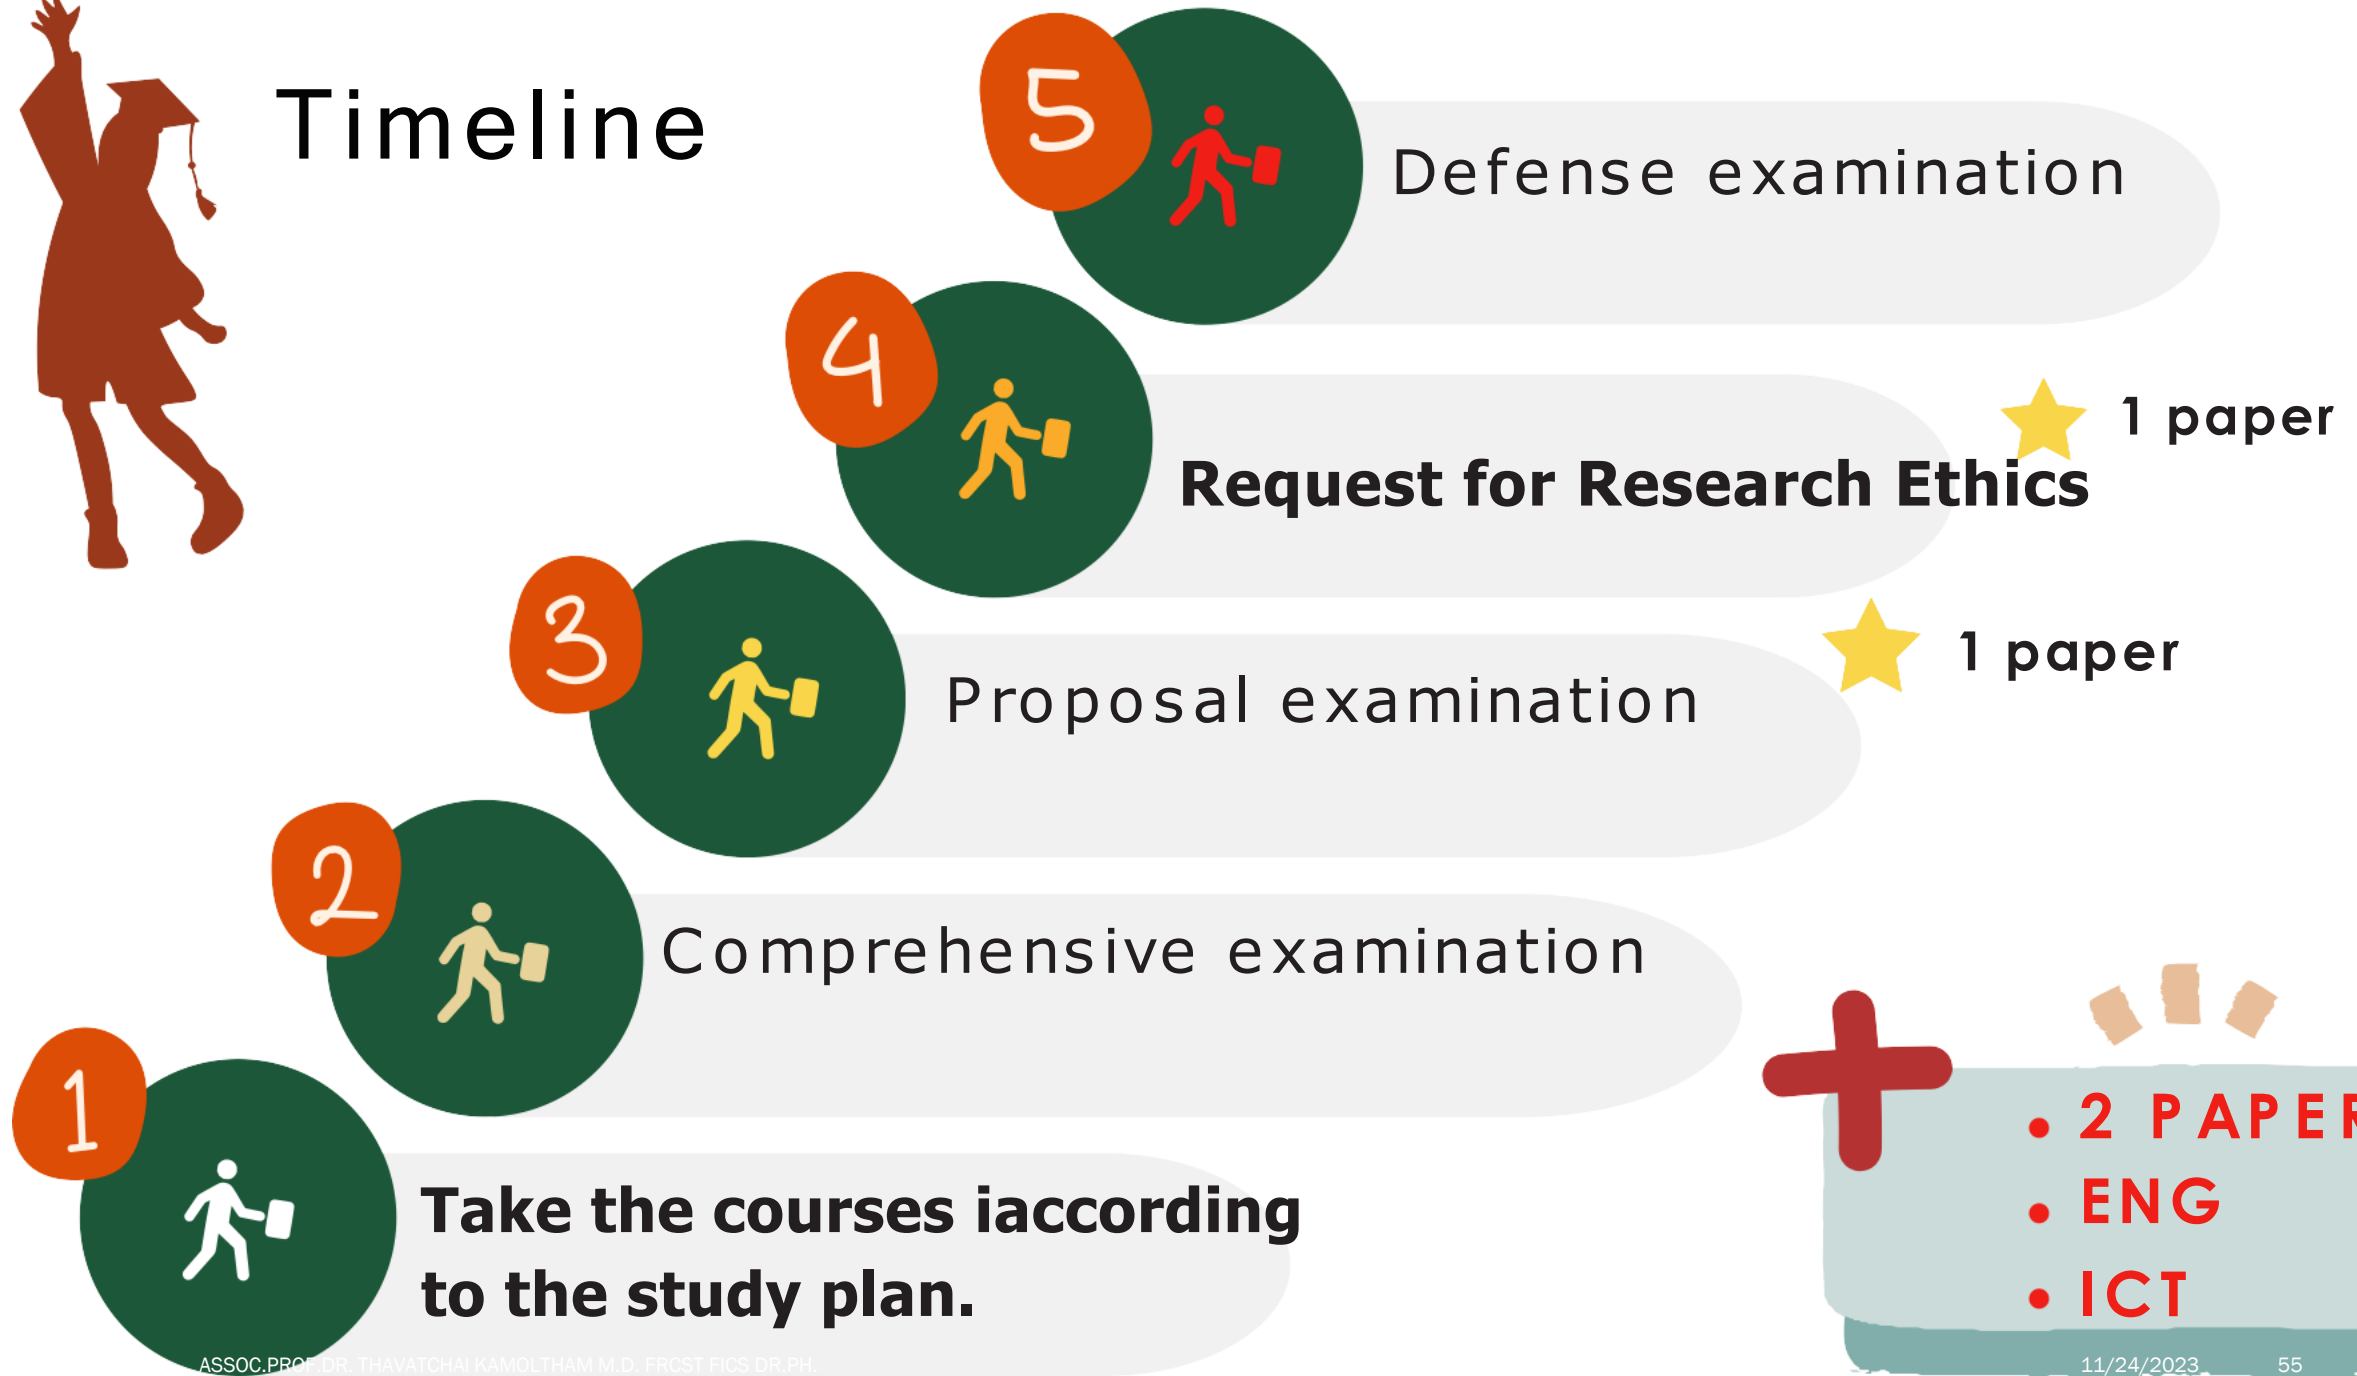 Timeline
5
Defense examination
4
1 paper
Request for Research Ethics
3
1 paper
Proposal examination
2
Comprehensive examination
1
Take the courses iaccording
to the study plan.
• 2 PAPER
• ENG
• ICT
ASSOC.PROF.DR. THAVATCHAI KAMOLTHAM M.D. FRCST FICS DR.PH.
11/24/2023
55